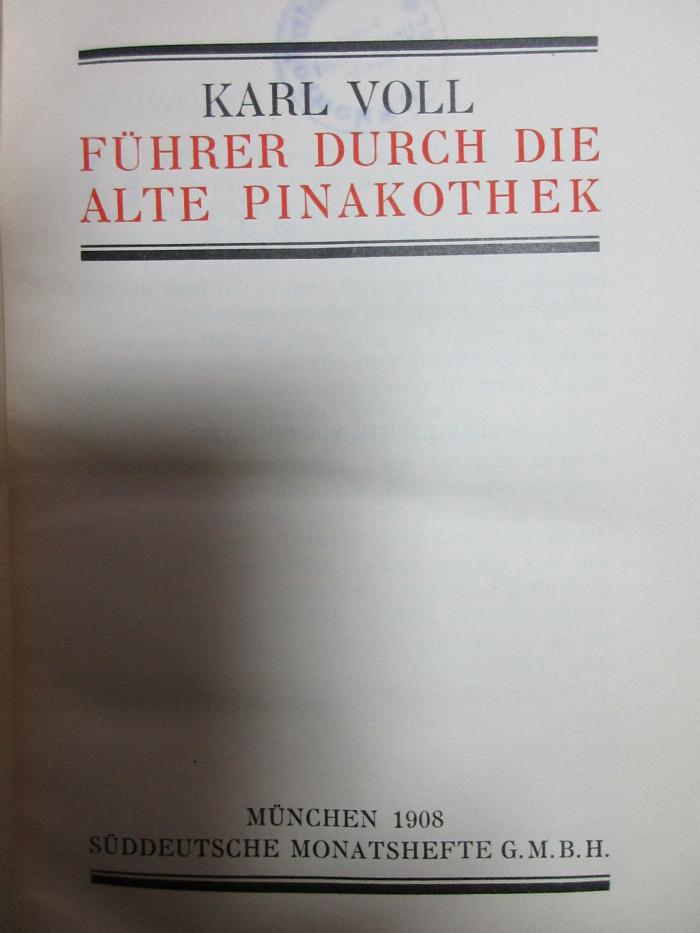 KARL VOLL
FÜHRER DURCH DIE
ALTE PINAKOTHEK
MÜNCHEN 1908
SÜDDEUTSCHE MONATSHEFTE G.M.B.H.